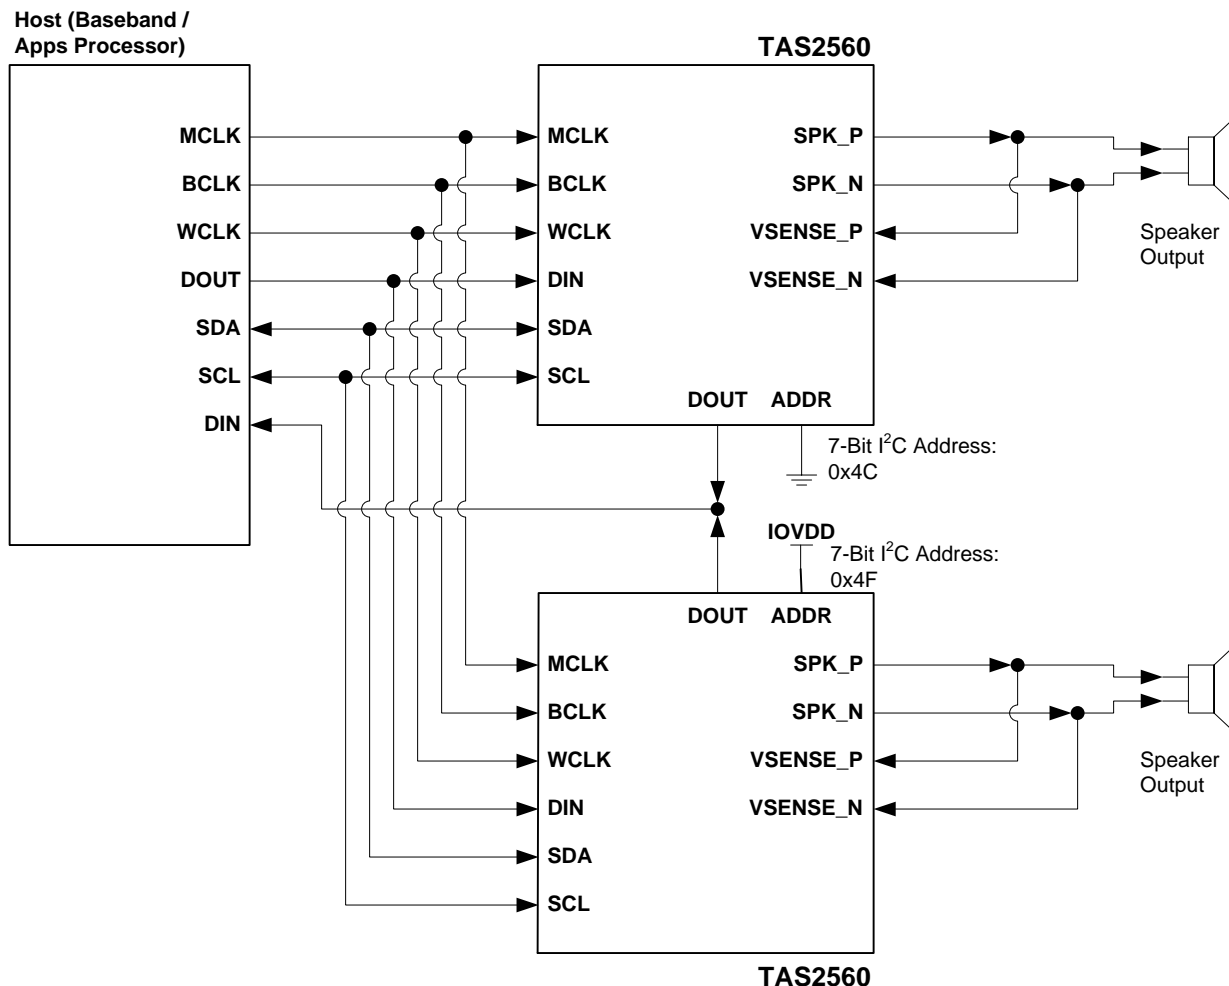 Host (Baseband /
Apps Processor)
MCLK
BCLK
WCLK
DOUT
SDA
SCL
DIN
TAS2560
MCLK
BCLK
WCLK
DIN
SDA
SCL
SPK_P
SPK_N
VSENSE_P
VSENSE_N
DOUT ADDR
Speaker
Output
7-Bit I²C Address:
0x4C
IOVDD
7-Bit I²C Address:
0x4F
DOUT ADDR
MCLK
BCLK
WCLK
DIN
SDA
SCL
SPK_P
SPK_N
VSENSE_P
VSENSE_N
Speaker
Output
TAS2560